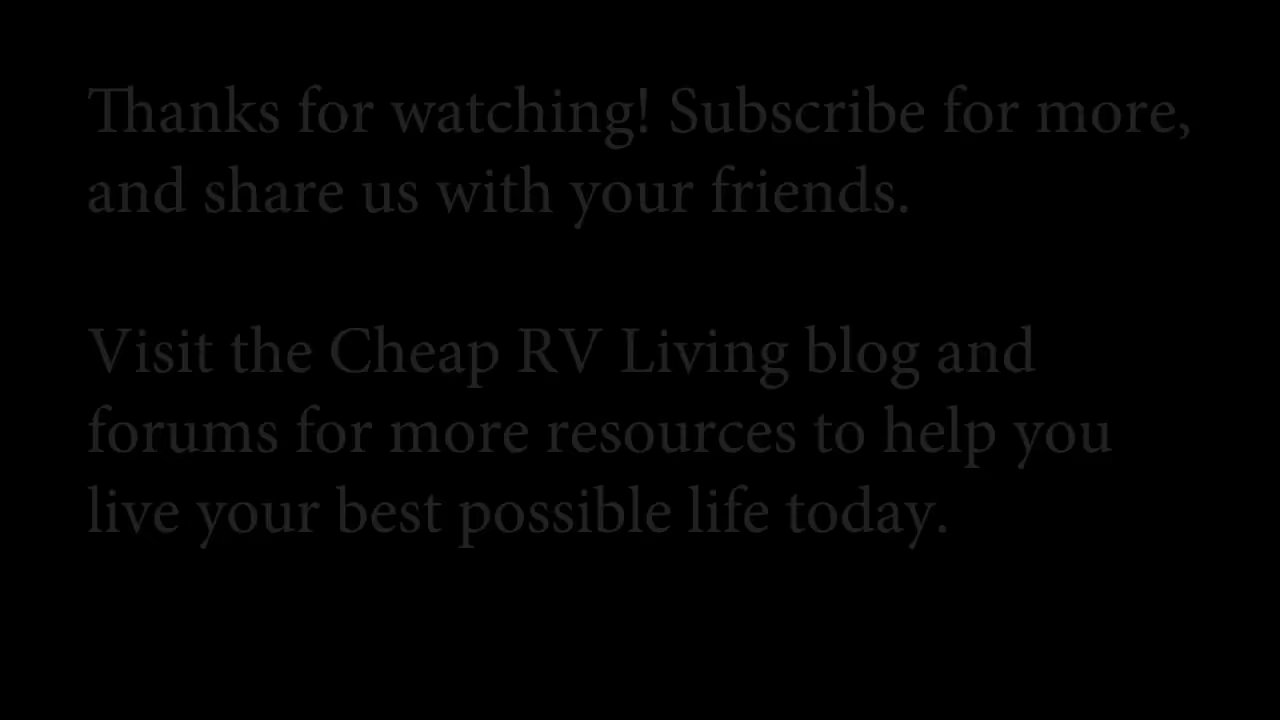 Thanks for watching! Subscribe for more,
and share us with your friends.
Visit the Cheap RV Living blog and
forums for more resources to help you
live your best possible life today.